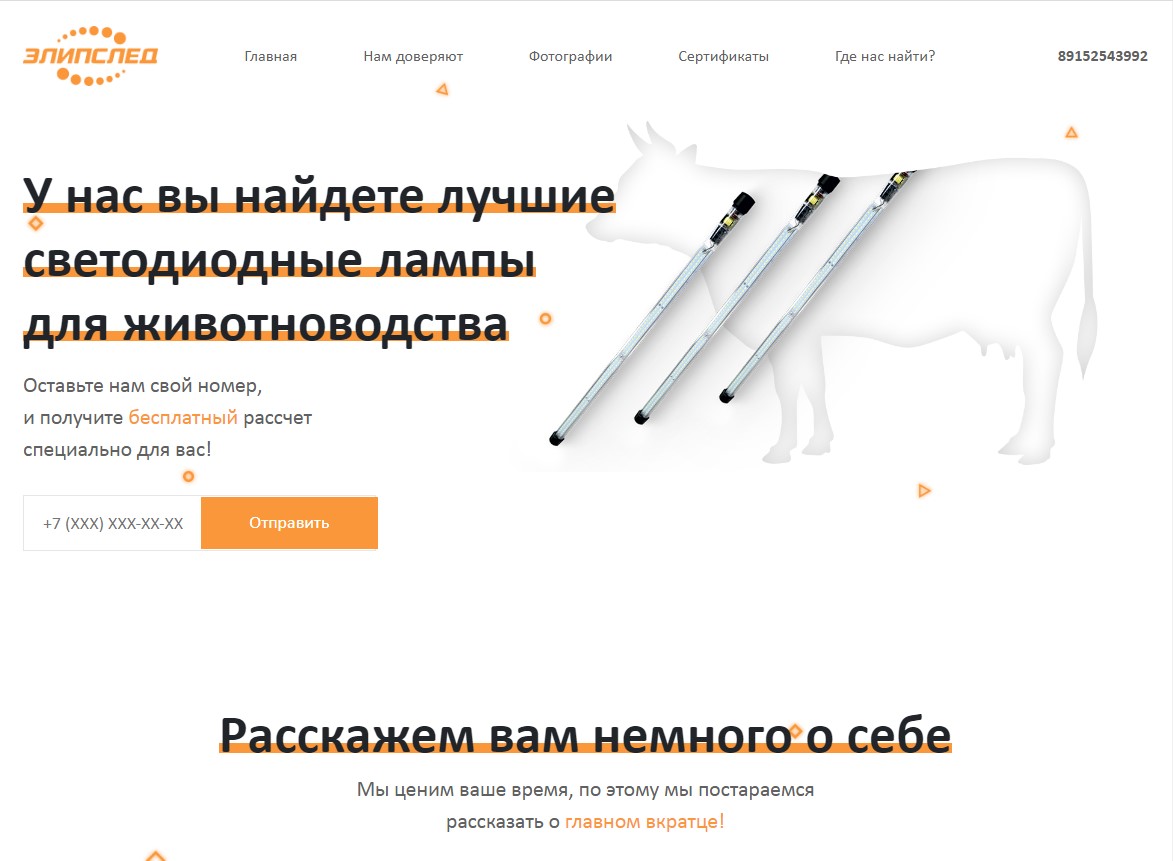 ЭЛИПСЛЕД
Главная
Нам доверяют
Фотографии
Сертификаты
Где нас найти?
89152543992
У нас вы найдете лучшие
светодиодные лампы
для животноводства
Оставьте нам свой номер,
и получите бесплатный рассчет
специально для вас!
+7 (XXX) XXX-XX-XX
Отправить
Расскажем вам немного о себе
Мы ценим ваше время, по этому мы постараемся
рассказать о главном вкратце!